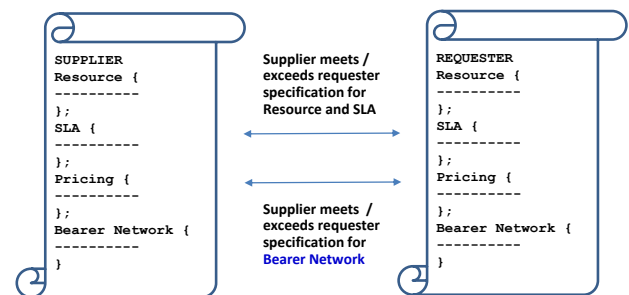 SUPPLIER
Resource {
----------
};
SLA {
----------
};
Pricing {
----------
};
Bearer Network {
----------
}
Supplier meets /
exceeds requester
specification for
Resource and SLA
Supplier meets /
exceeds requester
specification for
Bearer Network
REQUESTER
Resource {
----------
};
SLA {
----------
};
Pricing {
----------
};
Bearer Network {
----------
}